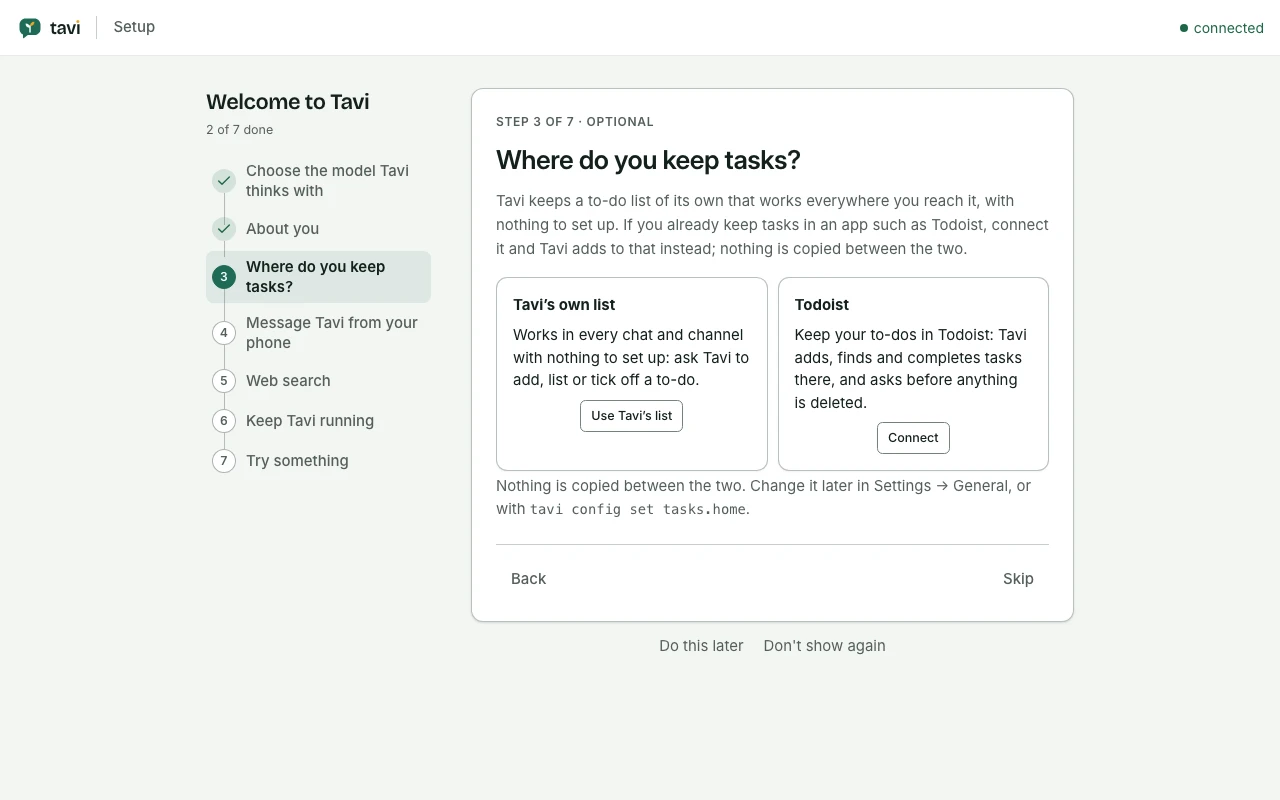 tavi
Setup
connected
Welcome to Tavi
2 of 7 done
Choose the model Tavi
thinks with
About you
3
Where do you keep
tasks?
4
Message Tavi from your
phone
5
Web search
6
Keep Tavi running
7
Try something
STEP 3 OF 7 · OPTIONAL
Where do you keep tasks?
Tavi keeps a to-do list of its own that works everywhere you reach it, with
nothing to set up. If you already keep tasks in an app such as Todoist, connect
it and Tavi adds to that instead; nothing is copied between the two.
Tavi’s own list
Works in every chat and channel
with nothing to set up: ask Tavi to
add, list or tick off a to-do.
Use Tavi’s list
Todoist
Keep your to-dos in Todoist: Tavi
adds, finds and completes tasks
there, and asks before anything
is deleted.
Connect
Nothing is copied between the two. Change it later in Settings → General, or
with tavi config set tasks.home.
Back
Skip
Do this later
Don't show again